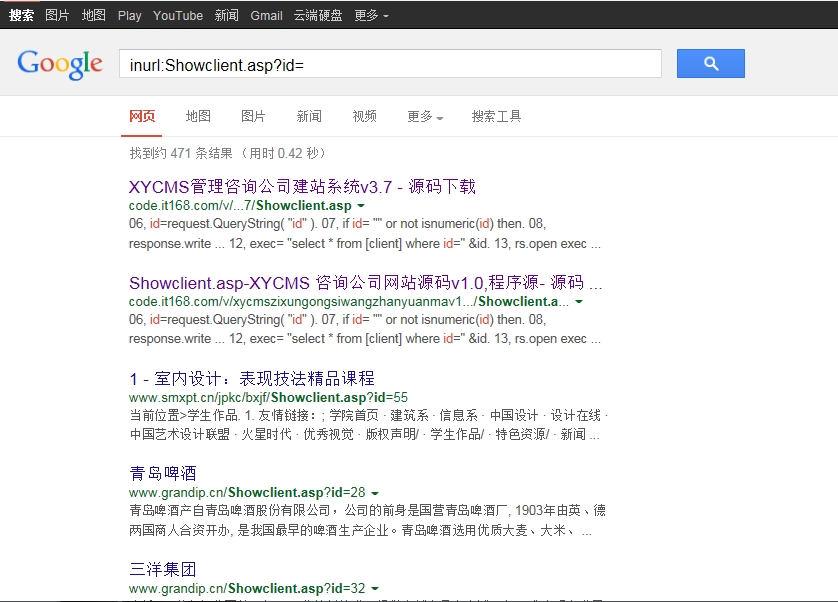 搜索 图片 地图 Play YouTube 新闻 Gmail 云端硬盘 更多
Google inurl:Showclient.asp?id=
网页 地图 图片 新闻 视频 更多 搜索工具
找到约 471 条结果 （用时 0.42 秒）
XYCMS管理咨询公司建站系统v3.7 - 源码下载
code.it168.com/v/...7/Showclient.asp
06, id=request.QueryString( "id" ). 07, if id= "" or not isnumeric(id) then. 08,
response.write ... 12, exec= "select * from [client] where id=" &id. 13, rs.open exec ...
Showclient.asp-XYCMS 咨询公司网站源码v1.0,程序源- 源码 ...
code.it168.com/v/xycmszixungongsiwangzhanyuanmav1.../Showclient.a...
06, id=request.QueryString( "id" ). 07, if id= "" or not isnumeric(id) then. 08,
response.write ... 12, exec= "select * from [client] where id=" &id. 13, rs.open exec ...
1 - 室内设计：表现技法精品课程
www.smxpt.cn/jpkc/bxjf/Showclient.asp?id=55
当前位置>学生作品. 1. 友情链接：; 学院首页 · 建筑系 · 信息系 · 中国设计 · 设计在线 ·
中国艺术设计联盟 · 火星时代 · 优秀视觉 · 版权声明/ · 学生作品/ · 特色资源/ · 新闻 ...
青岛啤酒
www.grandip.cn/Showclient.asp?id=28
青岛啤酒产自青岛啤酒股份有限公司，公司的前身是国营青岛啤酒厂, 1903年由英、德
两国商人合资开办, 是我国最早的啤酒生产企业。青岛啤酒选用优质大麦、大米、 ...
三洋集团
www.grandip.cn/Showclient.asp?id=32